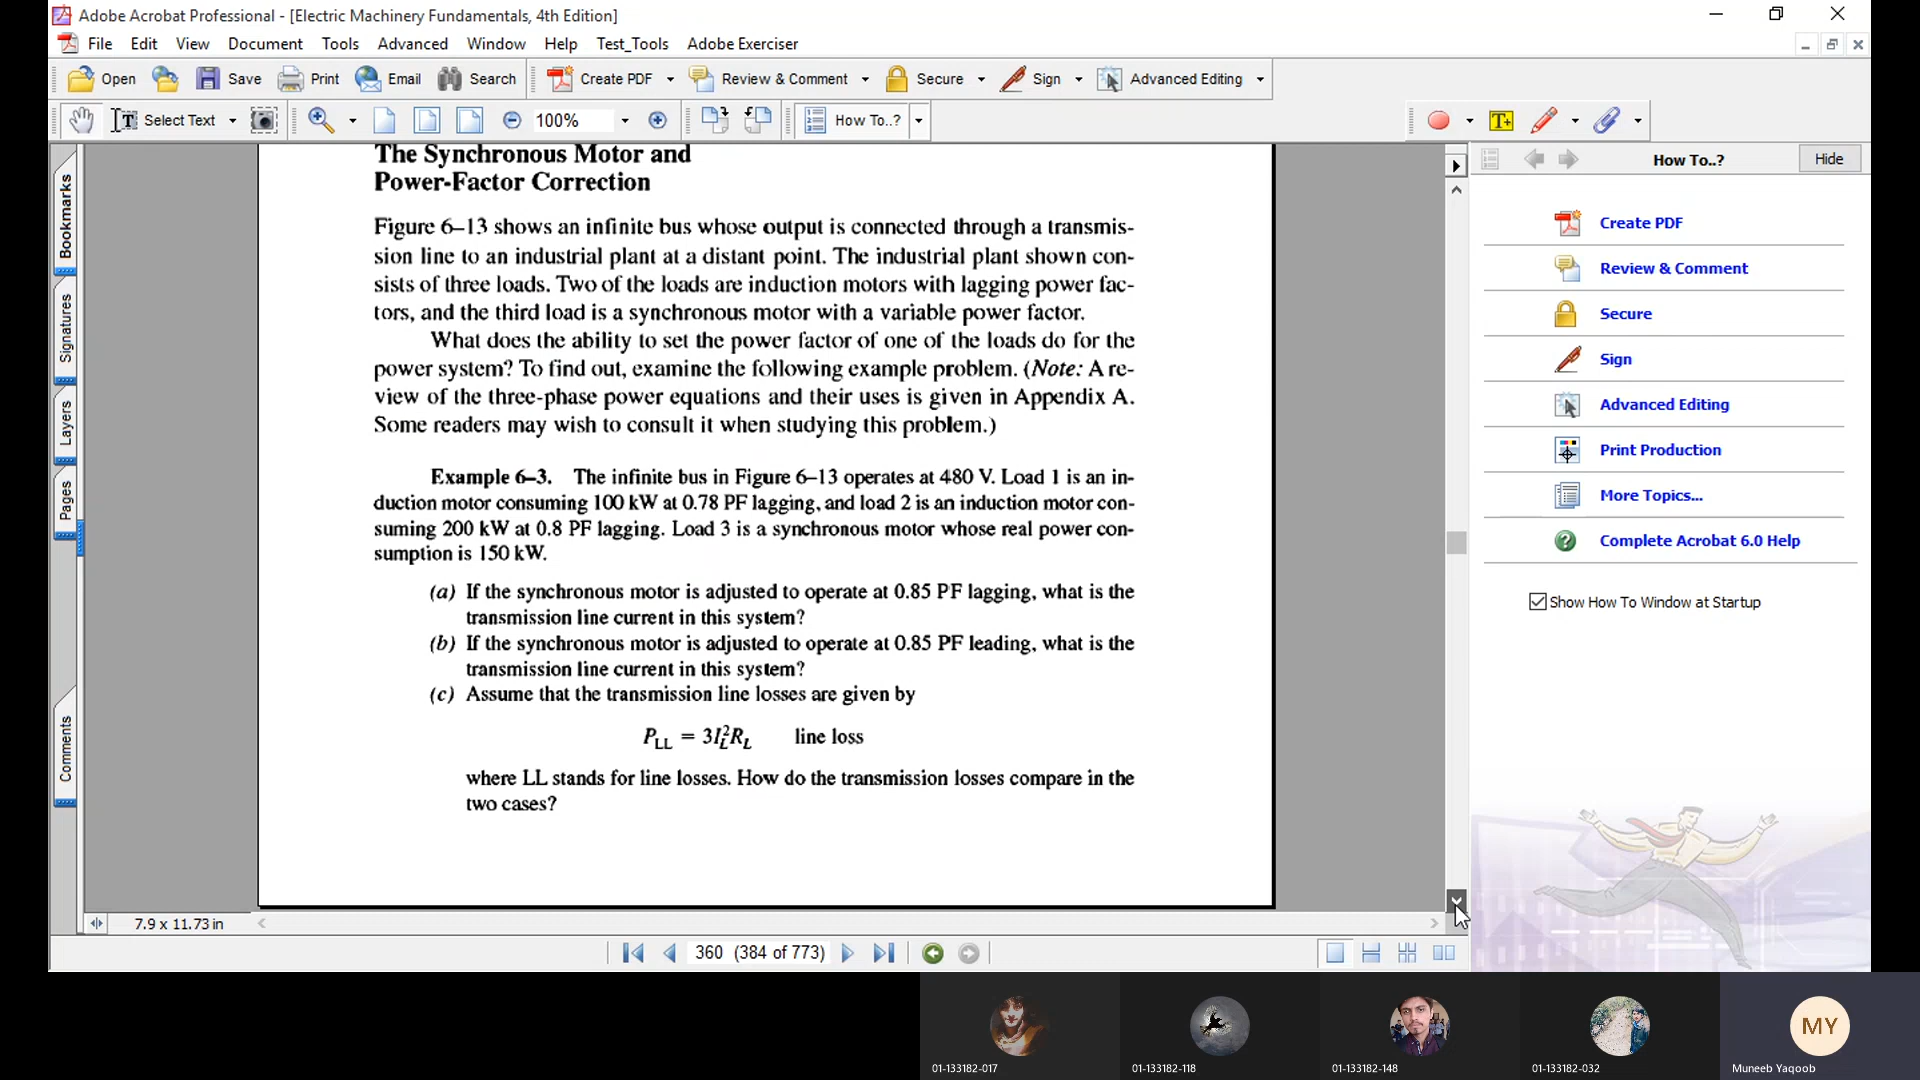 Adobe Acrobat Professional - [Electric Machinery Fundamentals, 4th Edition]
File Edit View Document Tools Advanced Window Help Test_Tools Adobe Exerciser
Open Save Print Email Search Create PDF Review & Comment Secure Sign Advanced Editing
Select Text 100% How To..?
How To..? Hide
Bookmarks
Signatures
Layers
Pages
Comments
The Synchronous Motor and
Power-Factor Correction
Figure 6–13 shows an infinite bus whose output is connected through a transmis-
sion line to an industrial plant at a distant point. The industrial plant shown con-
sists of three loads. Two of the loads are induction motors with lagging power fac-
tors, and the third load is a synchronous motor with a variable power factor.
What does the ability to set the power factor of one of the loads do for the
power system? To find out, examine the following example problem. (Note: A re-
view of the three-phase power equations and their uses is given in Appendix A.
Some readers may wish to consult it when studying this problem.)
Example 6–3. The infinite bus in Figure 6–13 operates at 480 V. Load 1 is an in-
duction motor consuming 100 kW at 0.78 PF lagging, and load 2 is an induction motor con-
suming 200 kW at 0.8 PF lagging. Load 3 is a synchronous motor whose real power con-
sumption is 150 kW.
(a) If the synchronous motor is adjusted to operate at 0.85 PF lagging, what is the
transmission line current in this system?
(b) If the synchronous motor is adjusted to operate at 0.85 PF leading, what is the
transmission line current in this system?
(c) Assume that the transmission line losses are given by
P_LL = 3I_L^2R_L line loss
where LL stands for line losses. How do the transmission losses compare in the
two cases?
Create PDF
Review & Comment
Secure
Sign
Advanced Editing
Print Production
More Topics...
Complete Acrobat 6.0 Help
Show How To Window at Startup
7.9 x 11.73 in
360 (384 of 773)
MY
01-133182-017 01-133182-118 01-133182-148 01-133182-032 Muneeb Yaqoob